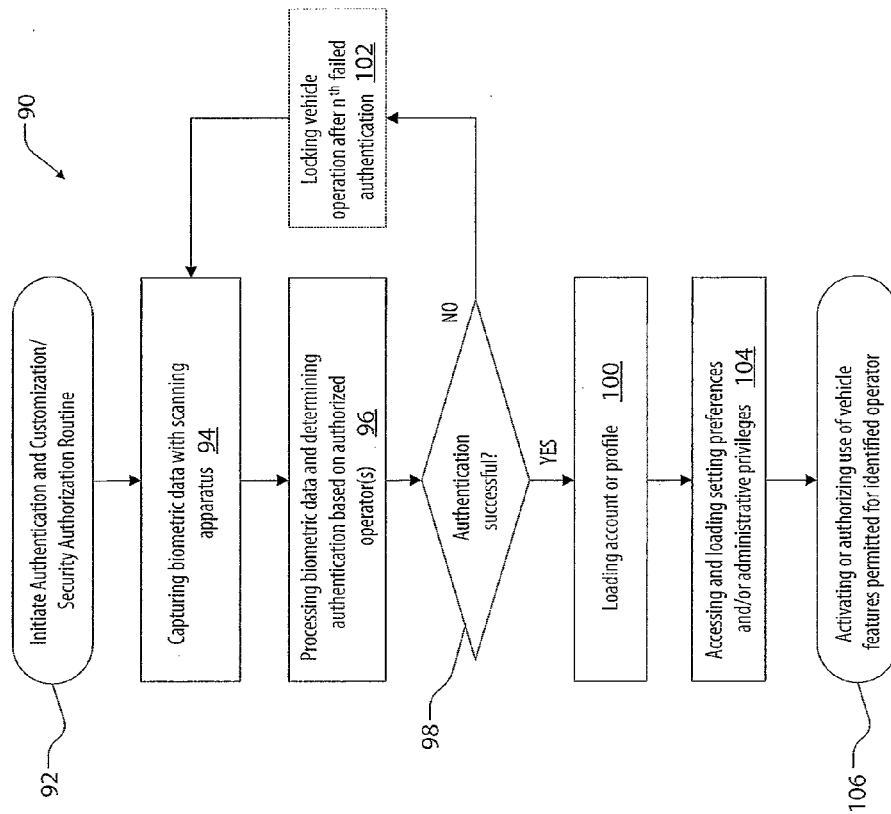 90
Initiate Authentication and Customization/
Security Authorization Routine
92
Capturing biometric data with scanning
apparatus 94
Locking vehicle
operation after nth failed
authentication 102
Processing biometric data and determining
authentication based on authorized
operator(s) 96
Authentication
successful?
98
NO
YES
Loading account or profile 100
Accessing and loading setting preferences
and/or administrative privileges 104
Activating or authorizing use of vehicle
features permitted for identified operator
106